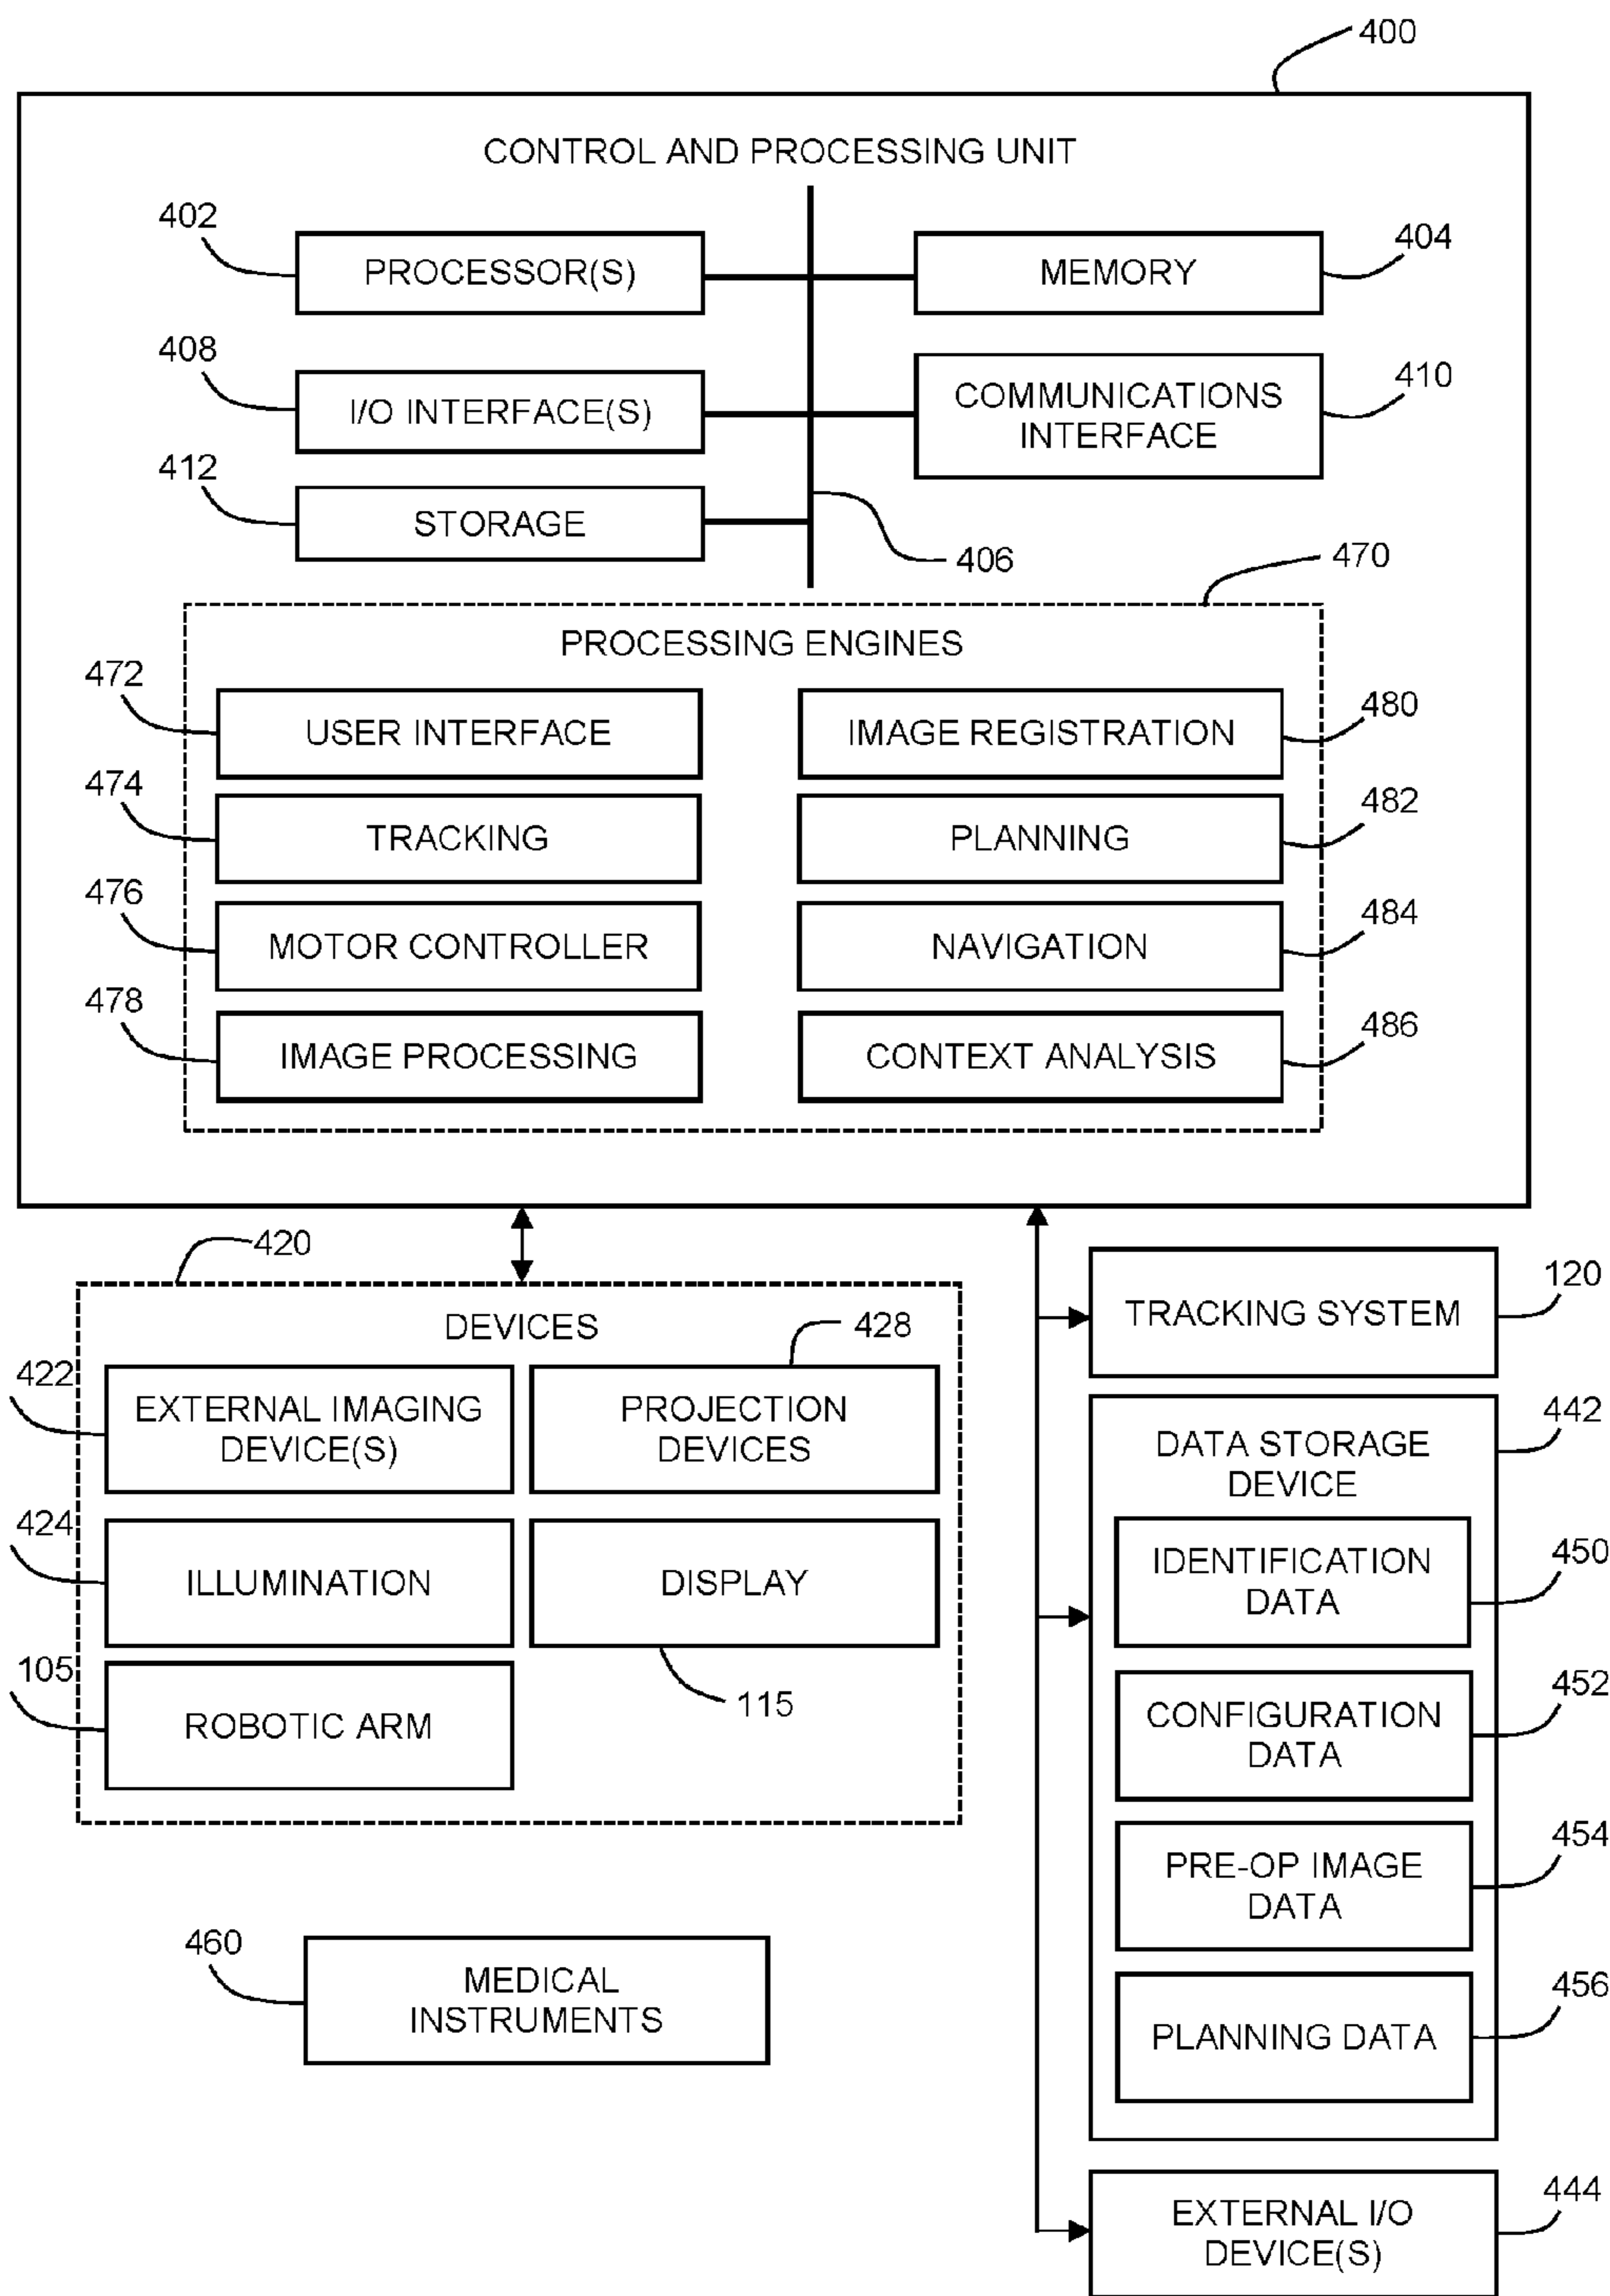 400
CONTROL AND PROCESSING UNIT
402
PROCESSOR(S)
MEMORY
404
408
I/O INTERFACE(S)
COMMUNICATIONS
INTERFACE
410
412
STORAGE
406
470
PROCESSING ENGINES
472
USER INTERFACE
IMAGE REGISTRATION
480
474
TRACKING
PLANNING
482
476
MOTOR CONTROLLER
NAVIGATION
484
478
IMAGE PROCESSING
CONTEXT ANALYSIS
486
420
DEVICES
428
422
EXTERNAL IMAGING
DEVICE(S)
PROJECTION
DEVICES
424
ILLUMINATION
DISPLAY
105
ROBOTIC ARM
115
460
MEDICAL
INSTRUMENTS
TRACKING SYSTEM
120
DATA STORAGE
DEVICE
442
IDENTIFICATION
DATA
450
CONFIGURATION
DATA
452
PRE-OP IMAGE
DATA
454
PLANNING DATA
456
EXTERNAL I/O
DEVICE(S)
444